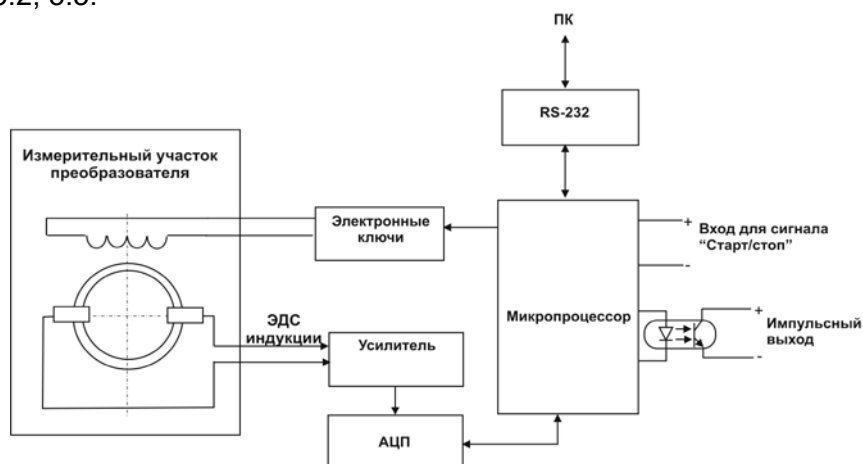 ПК
RS-232
Измерительный участок
преобразователя
Электронные
ключи
+
Вход для сигнала
“Старт/стоп”
-
Микропроцессор
ЭДС
индукции
Усилитель
+
Импульсный
выход
-
АЦП